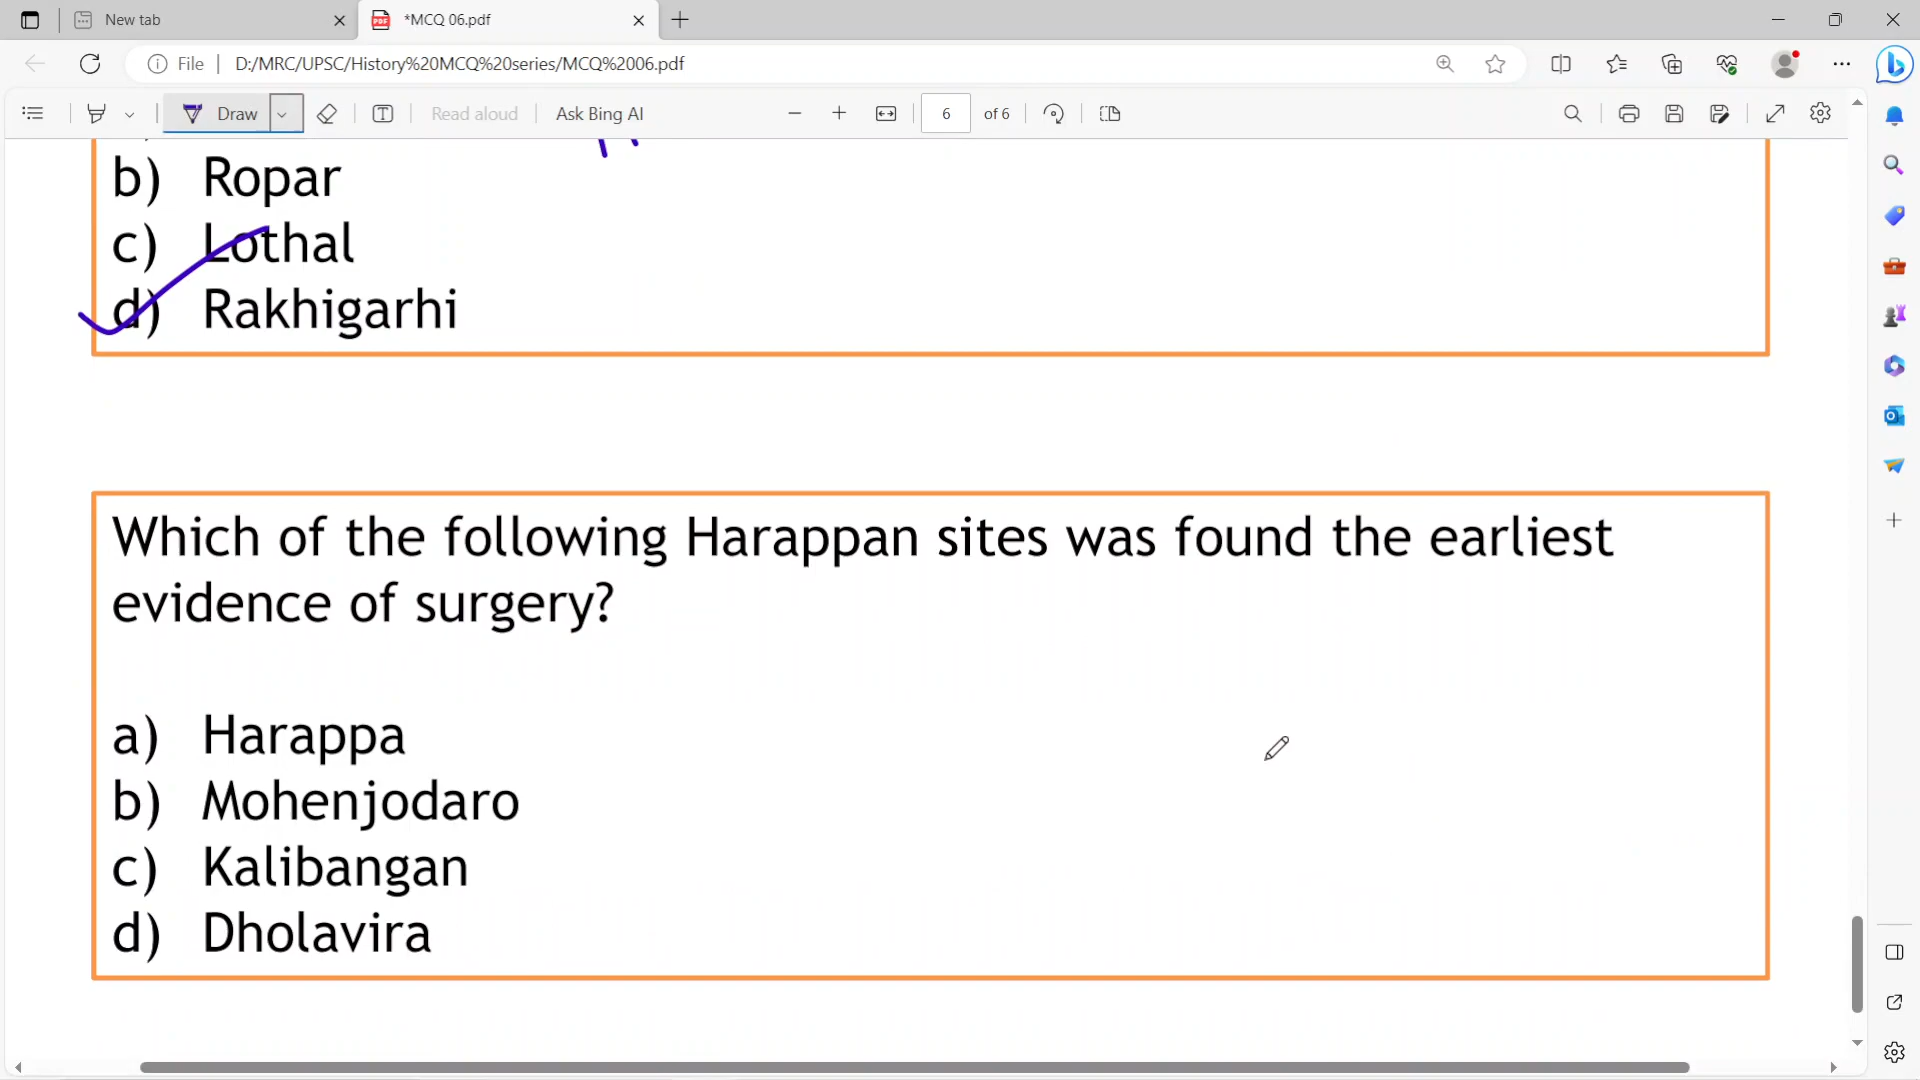 New tab
*MCQ 06.pdf
File
D:/MRC/UPSC/History%20MCQ%20series/MCQ%2006.pdf
Draw
Read aloud
Ask Bing AI
6
of 6
b) Ropar
c) Lothal
d) Rakhigarhi
Which of the following Harappan sites was found the earliest
evidence of surgery?
a) Harappa
b) Mohenjodaro
c) Kalibangan
d) Dholavira